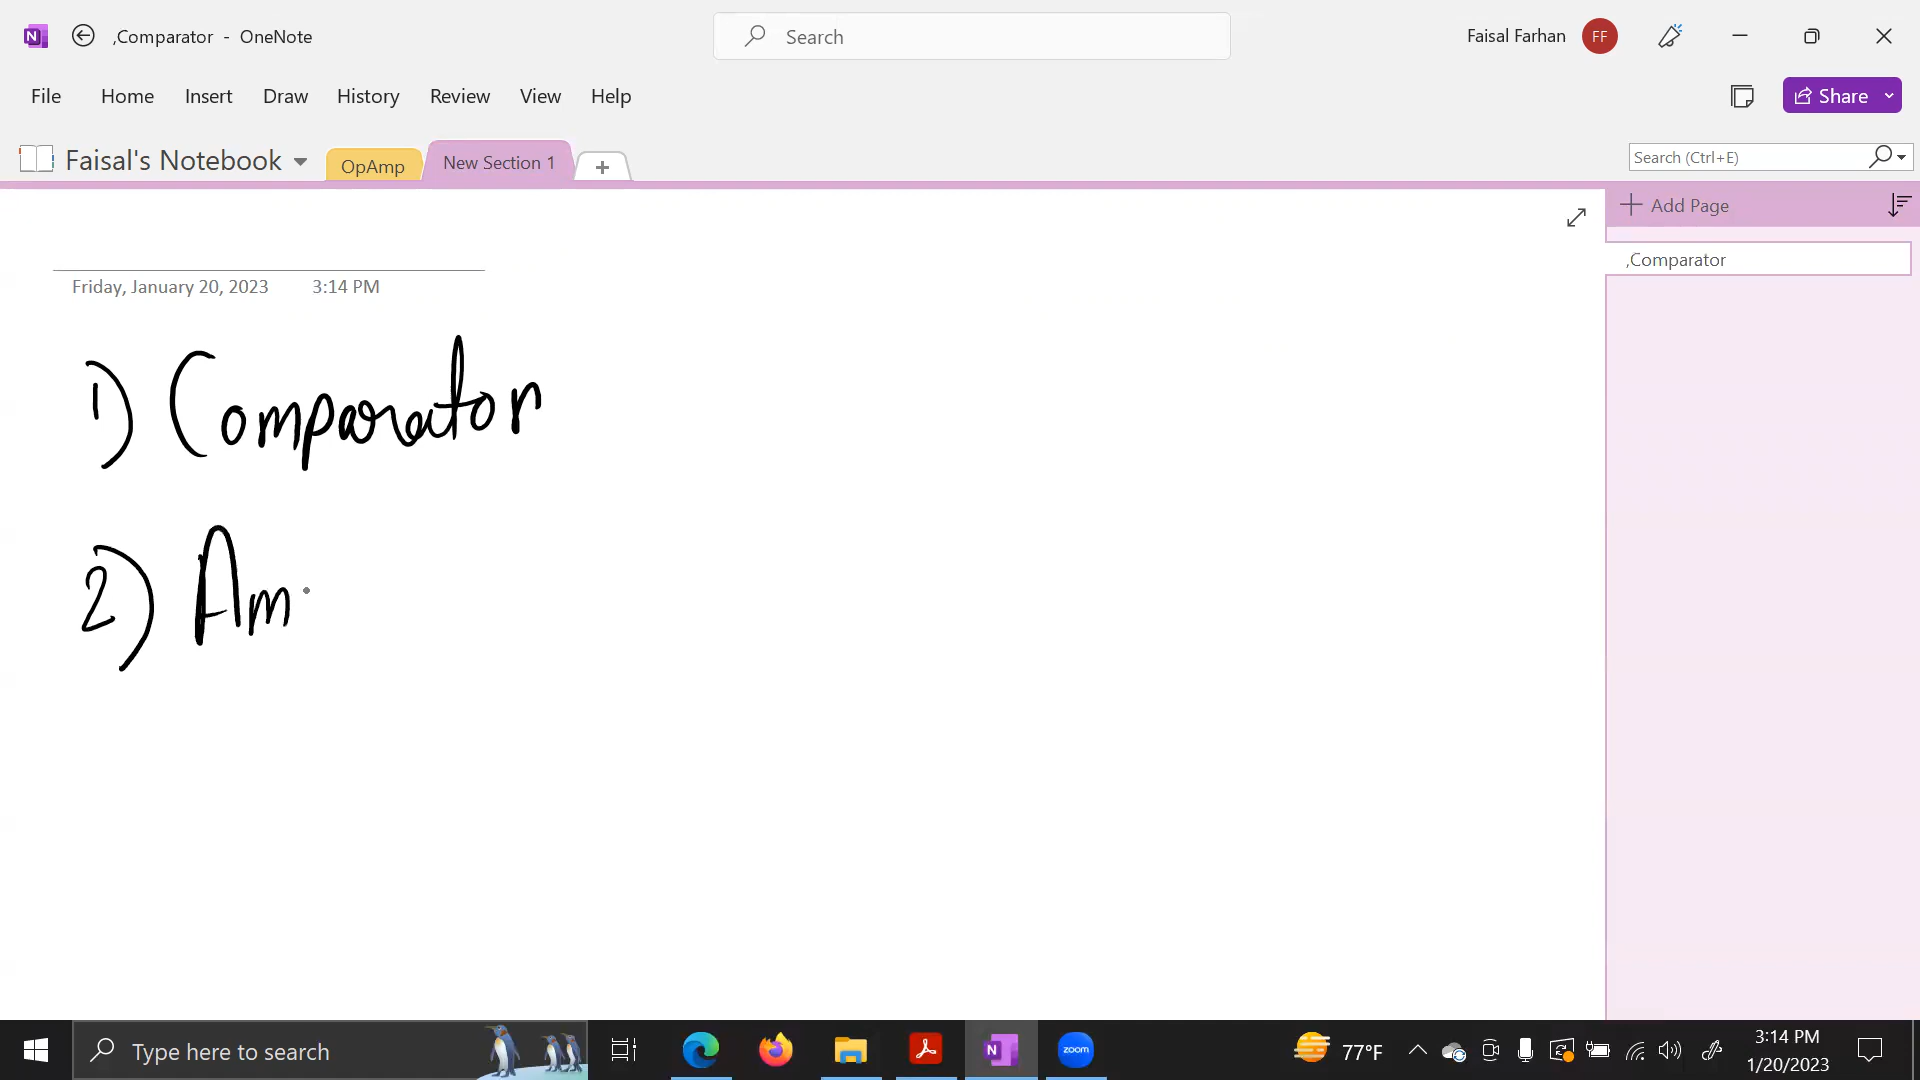 ,Comparator - OneNote
Search
Faisal Farhan
FF
File Home Insert Draw History Review View Help
Share
Faisal's Notebook
OpAmp
New Section 1
Search (Ctrl+E)
Add Page
,Comparator
Friday, January 20, 2023 3:14 PM
1) Comparator
2) Am
Type here to search
zoom
77°F
3:14 PM
1/20/2023